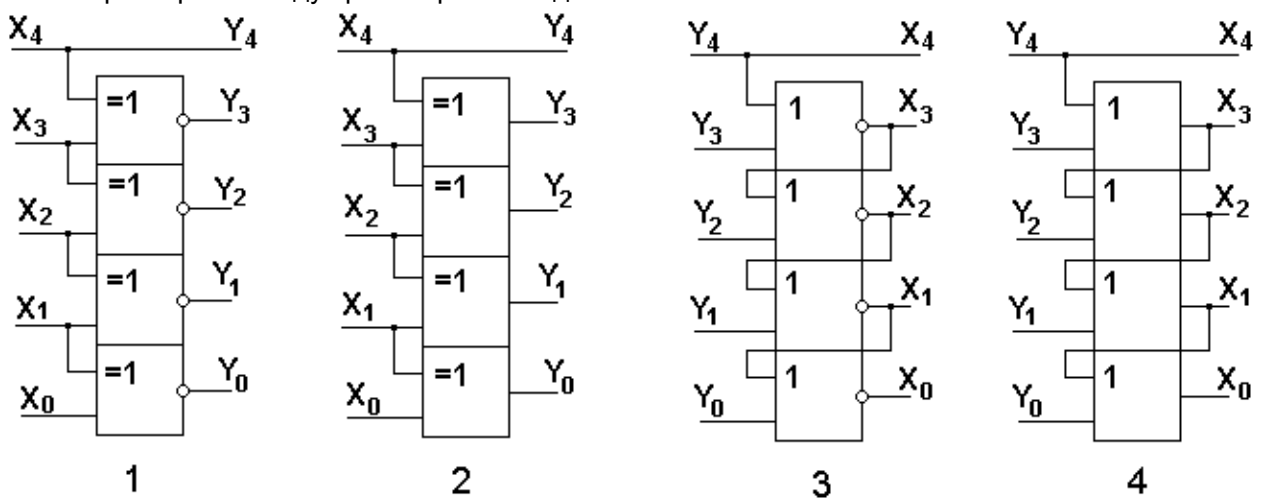 X4 Y4 X4 Y4 Y4 X4 Y4 X4
=1 Y3 =1 Y3 1 X3 1 X3
X3 X3 Y3 Y3
=1 Y2 =1 Y2 1 X2 1 X2
X2 X2 Y2 Y2
=1 Y1 =1 Y1 1 X1 1 X1
X1 X1 Y1 Y1
=1 Y0 =1 Y0 1 X0 1 X0
X0 X0 Y0 Y0
1 2 3 4